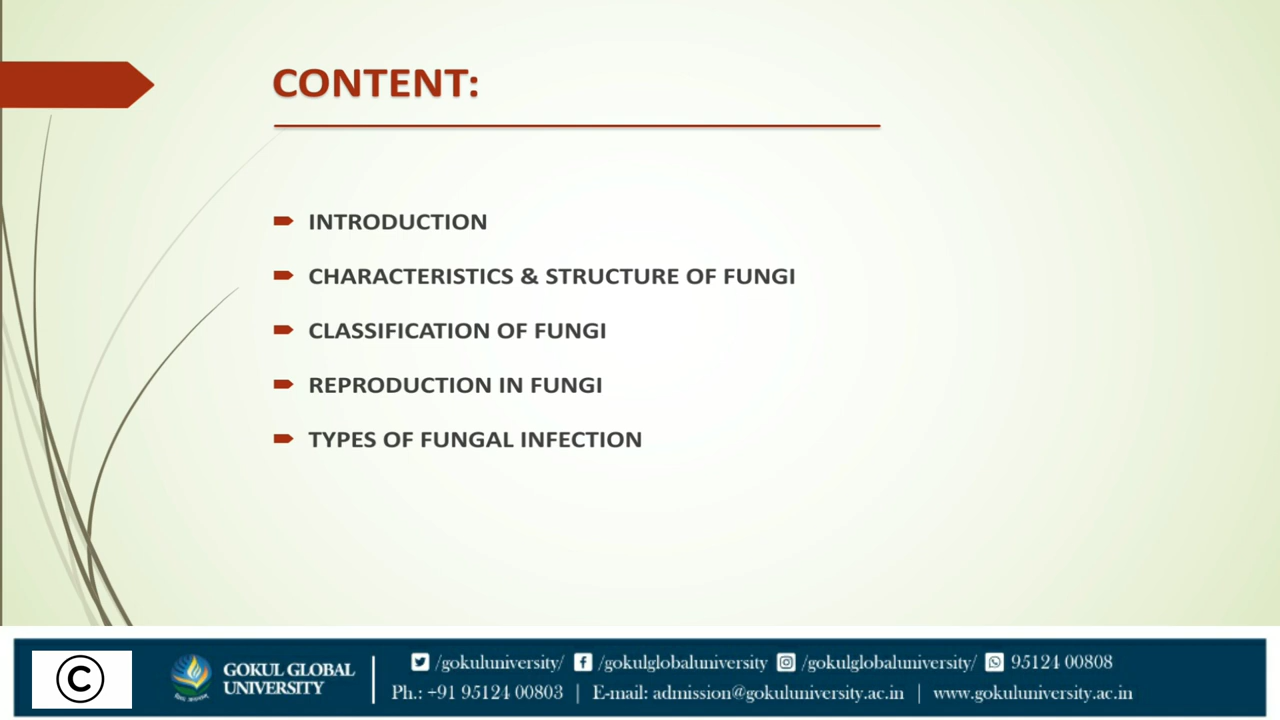 CONTENT:
INTRODUCTION
CHARACTERISTICS & STRUCTURE OF FUNGI
CLASSIFICATION OF FUNGI
REPRODUCTION IN FUNGI
TYPES OF FUNGAL INFECTION
©
GOKUL GLOBAL
UNIVERSITY
/gokuluniversity/ /gokulglobaluniversity /gokulglobaluniversity/ 95124 00808
Ph.: +91 95124 00803 | E-mail: admission@gokuluniversity.ac.in | www.gokuluniversity.ac.in